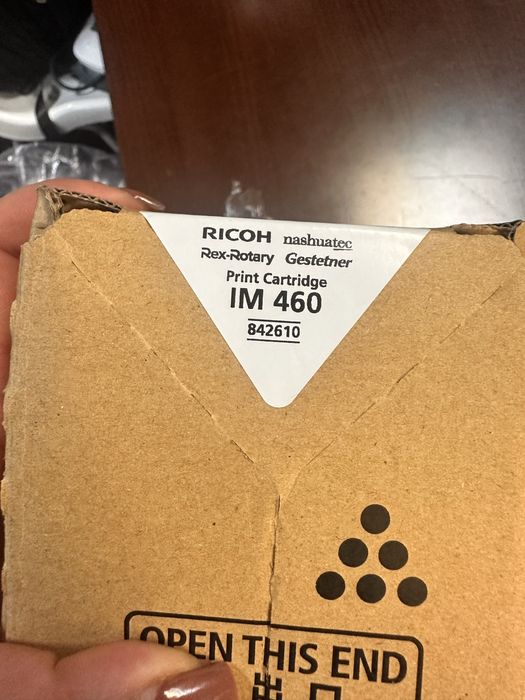 RICOH nashuatec
Rex-Rotary Gestetner
Print Cartridge
IM 460
842610
OPEN THIS END